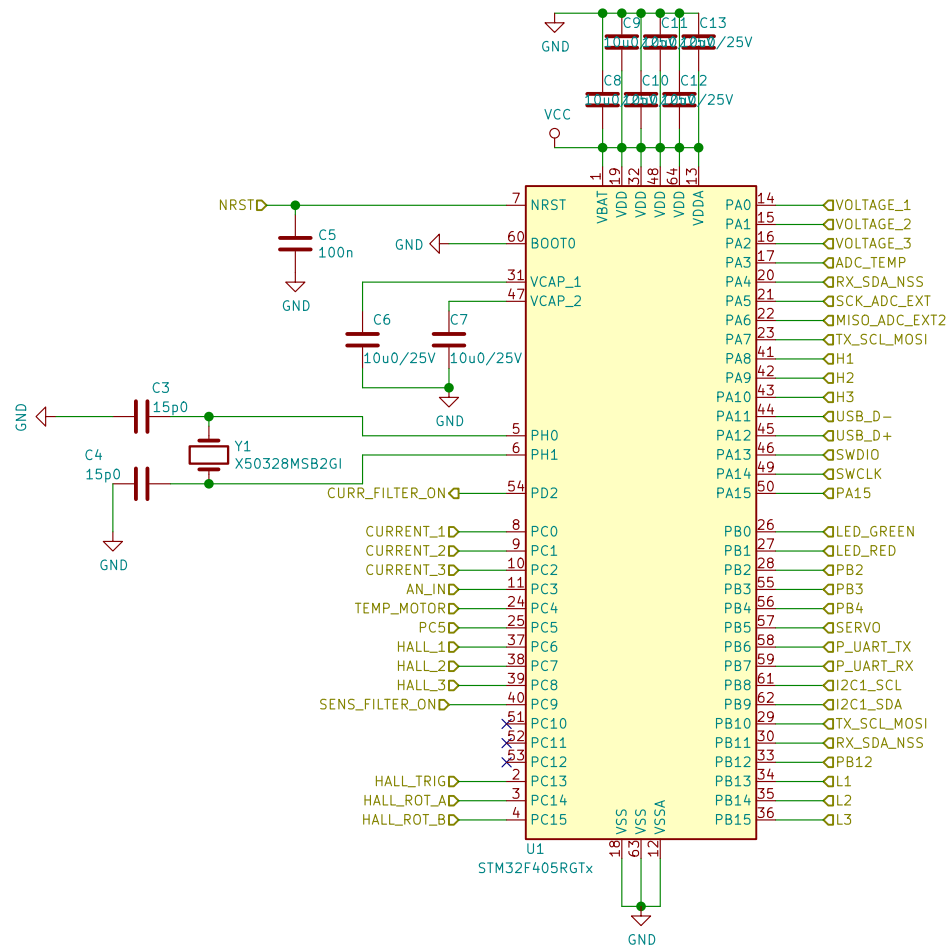 C9 C11 C13
GND
10u0/25V
C8 C10 C12
10u0/25V
VCC
1 19 32 48 64 13
VBAT VDD VDD VDD VDD VDDA
NRST 7 NRST
C5
100n
GND
GND 60 BOOT0
31 VCAP_1
47 VCAP_2
C6 C7
10u0/25V 10u0/25V
GND
C3
15p0
GND
5 PH0
6 PH1
C4
15p0
Y1
X50328MSB2GI
GND
CURR_FILTER_ON 54 PD2
CURRENT_1 8 PC0
CURRENT_2 9 PC1
CURRENT_3 10 PC2
AN_IN 11 PC3
TEMP_MOTOR 24 PC4
PC5 25 PC5
HALL_1 37 PC6
HALL_2 38 PC7
HALL_3 39 PC8
SENS_FILTER_ON 40 PC9
51 PC10
52 PC11
53 PC12
HALL_TRIG 2 PC13
HALL_ROT_A 3 PC14
HALL_ROT_B 4 PC15
PA0 14 VOLTAGE_1
PA1 15 VOLTAGE_2
PA2 16 VOLTAGE_3
PA3 17 ADC_TEMP
PA4 20 RX_SDA_NSS
PA5 21 SCK_ADC_EXT
PA6 22 MISO_ADC_EXT2
PA7 23 TX_SCL_MOSI
PA8 41 H1
PA9 42 H2
PA10 43 H3
PA11 44 USB_D-
PA12 45 USB_D+
PA13 46 SWDIO
PA14 49 SWCLK
PA15 50 PA15
PB0 26 LED_GREEN
PB1 27 LED_RED
PB2 28 PB2
PB3 55 PB3
PB4 56 PB4
PB5 57 SERVO
PB6 58 P_UART_TX
PB7 59 P_UART_RX
PB8 61 I2C1_SCL
PB9 62 I2C1_SDA
PB10 29 TX_SCL_MOSI
PB11 30 RX_SDA_NSS
PB12 33 PB12
PB13 34 L1
PB14 35 L2
PB15 36 L3
VSS VSS VSSA
18 63 12
U1
STM32F405RGTx
GND